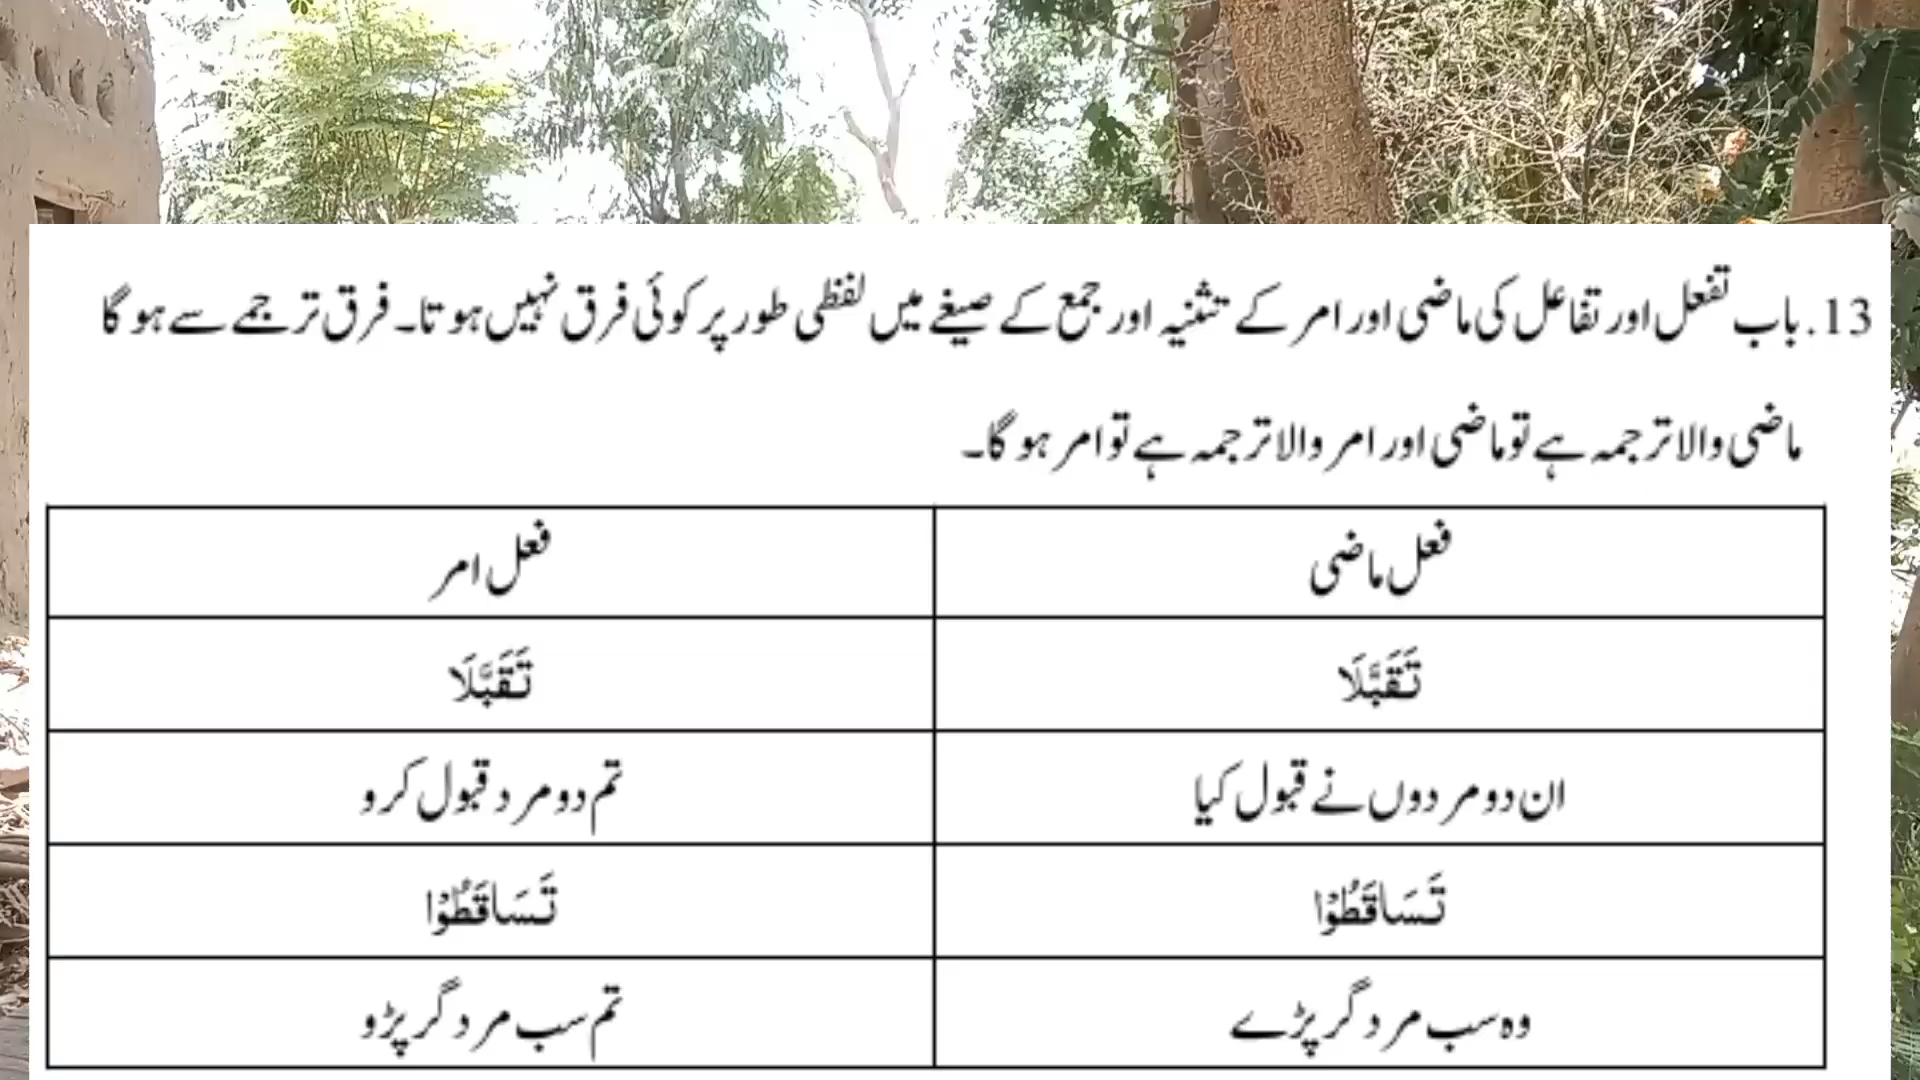 13. باب تفعل اور تفاعل کی ماضی اور امر کے تثنیہ اور جمع کے صیغے میں لفظی طور پر کوئی فرق نہیں ہوتا۔ فرق ترجمے سے ہوگا
ماضی والا ترجمہ ہے تو ماضی اور امر والا ترجمہ ہے تو امر ہوگا۔
فعل ماضی	فعل امر
تَقَبَّلَا	تَقَبَّلَا
ان دو مردوں نے قبول کیا	تم دو مرد قبول کرو
تَسَاقَطُوْا	تَسَاقَطُوْا
وہ سب مرد گر پڑے	تم سب مرد گر پڑو